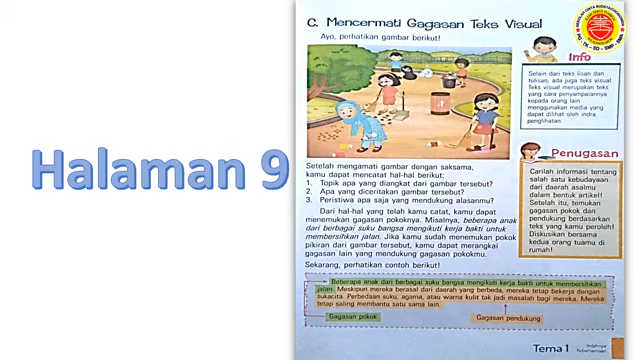 Halaman 9
C. Mencermati Gagasan Teks Visual
Ayo, perhatikan gambar berikut!
Setelah mengamati gambar dengan saksama,
kamu dapat mencatat hal-hal berikut:
1. Topik apa yang diangkat dari gambar tersebut?
2. Apa yang diceritakan gambar tersebut?
3. Peristiwa apa saja yang mendukung alasanmu?
Dari hal-hal yang telah kamu catat, kamu dapat
menemukan gagasan pokoknya. Misalnya, beberapa anak
dari berbagai suku bangsa mengikuti kerja bakti untuk
membersihkan jalan. Jika kamu sudah menemukan pokok
pikiran dari gambar tersebut, kamu dapat merangkai
gagasan lain yang mendukung gagasan pokokmu.
Sekarang, perhatikan contoh berikut!
Info
Selain dari teks lisan dan
tulisan, ada juga teks visual.
Teks visual merupakan teks
yang cara penyampaiannya
kepada orang lain
menggunakan media yang
dapat dilihat oleh indra
penglihatan.
Penugasan
Carilah informasi tentang
salah satu kebudayaan
dari daerah asalmu
dalam bentuk artikel!
Setelah itu, temukan
gagasan pokok dan
pendukung berdasarkan
teks yang kamu peroleh!
Diskusikan bersama
kedua orang tuamu di
rumah!
Beberapa anak dari berbagai suku bangsa mengikuti kerja bakti untuk membersihkan
jalan. Meskipun mereka berasal dari daerah yang berbeda, mereka tetap bekerja dengan
sukacita. Perbedaan suku, agama, atau warna kulit tak jadi masalah bagi mereka. Mereka
tetap saling membantu satu sama lain.
Gagasan pokok
Gagasan pendukung
Tema 1
Indahnya
Kebersamaan
PG - TK - SD - SMP - SMA